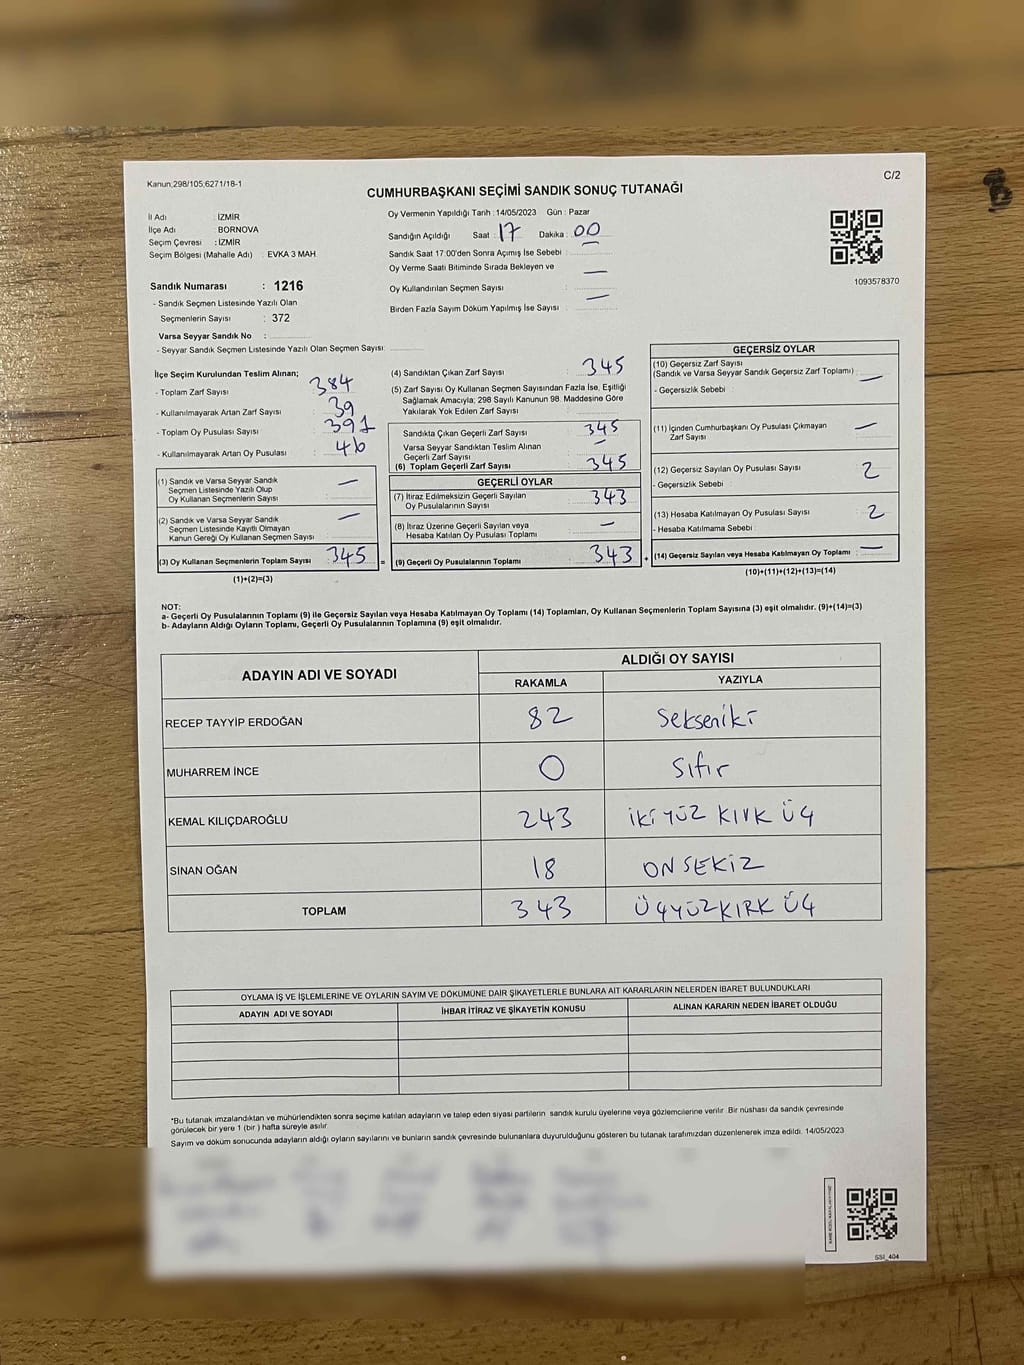 Kanun;298/105;6271/18-1
C/2
CUMHURBAŞKANI SEÇİMİ SANDIK SONUÇ TUTANAĞI
İl Adı : İZMİR
İlçe Adı : BORNOVA
Seçim Çevresi : İZMİR
Seçim Bölgesi (Mahalle Adı) : EVKA 3 MAH
Oy Vermenin Yapıldığı Tarih : 14/05/2023 Gün : Pazar
Sandığın Açıldığı Saat : 17 Dakika : 00
Sandık Saat 17:00'den Sonra Açımış İse Sebebi :
Oy Verme Saati Bitiminde Sırada Bekleyen ve
Oy Kullandırılan Seçmen Sayısı : —
Birden Fazla Sayım Döküm Yapılmış İse Sayısı : —
1093578370
Sandık Numarası : 1216
- Sandık Seçmen Listesinde Yazılı Olan
Seçmenlerin Sayısı : 372
Varsa Seyyar Sandık No :
- Seyyar Sandık Seçmen Listesinde Yazılı Olan Seçmen Sayısı:
İlçe Seçim Kurulundan Teslim Alınan;
- Toplam Zarf Sayısı : 384
- Kullanılmayarak Artan Zarf Sayısı : 39
- Toplam Oy Pusulası Sayısı : 391
- Kullanılmayarak Artan Oy Pusulası : 46
(1) Sandık ve Varsa Seyyar Sandık
Seçmen Listesinde Yazılı Olup
Oy Kullanan Seçmenlerin Sayısı : —
(2) Sandık ve Varsa Seyyar Sandık
Seçmen Listesinde Kayıtlı Olmayan
Kanun Gereği Oy Kullanan Seçmen Sayısı : —
(3) Oy Kullanan Seçmenlerin Toplam Sayısı : 345
(1)+(2)=(3)
(4) Sandıktan Çıkan Zarf Sayısı : 345
(5) Zarf Sayısı Oy Kullanan Seçmen Sayısından Fazla İse, Eşitliği
Sağlamak Amacıyla; 298 Sayılı Kanunun 98. Maddesine Göre
Yakılarak Yok Edilen Zarf Sayısı :
Sandıkta Çıkan Geçerli Zarf Sayısı : 345
Varsa Seyyar Sandıktan Teslim Alınan
Geçerli Zarf Sayısı : —
(6) Toplam Geçerli Zarf Sayısı : 345
GEÇERLİ OYLAR
(7) İtiraz Edilmeksizin Geçerli Sayılan
Oy Pusulalarının Sayısı : 343
(8) İtiraz Üzerine Geçerli Sayılan veya
Hesaba Katılan Oy Pusulası Toplamı : —
(9) Geçerli Oy Pusulalarının Toplamı : 343
GEÇERSİZ OYLAR
(10) Geçersiz Zarf Sayısı
(Sandık ve Varsa Seyyar Sandık Geçersiz Zarf Toplamı) : —
- Geçersizlik Sebebi :
(11) İçinden Cumhurbaşkanı Oy Pusulası Çıkmayan
Zarf Sayısı : —
(12) Geçersiz Sayılan Oy Pusulası Sayısı : 2
- Geçersizlik Sebebi :
(13) Hesaba Katılmayan Oy Pusulası Sayısı : 2
- Hesaba Katılmama Sebebi :
(14) Geçersiz Sayılan veya Hesaba Katılmayan Oy Toplamı : —
(10)+(11)+(12)+(13)=(14)
NOT:
a- Geçerli Oy Pusulalarının Toplamı (9) ile Geçersiz Sayılan veya Hesaba Katılmayan Oy Toplamı (14) Toplamları, Oy Kullanan Seçmenlerin Toplam Sayısına (3) eşit olmalıdır. (9)+(14)=(3)
b- Adayların Aldığı Oyların Toplamı, Geçerli Oy Pusulalarının Toplamına (9) eşit olmalıdır.
ADAYIN ADI VE SOYADI ALDIĞI OY SAYISI
RAKAMLA YAZIYLA
RECEP TAYYİP ERDOĞAN 82 Sekseniki
MUHARREM İNCE 0 Sıfır
KEMAL KILIÇDAROĞLU 243 İKİ YÜZ KIRK ÜÇ
SİNAN OĞAN 18 ON SEKİZ
TOPLAM 343 ÜÇYÜZKIRK ÜÇ
OYLAMA İŞ VE İŞLEMLERİNE VE OYLARIN SAYIM VE DÖKÜMÜNE DAİR ŞİKAYETLERLE BUNLARA AİT KARARLARIN NELERDEN İBARET BULUNDUKLARI
ADAYIN ADI VE SOYADI İHBAR İTİRAZ VE ŞİKAYETİN KONUSU ALINAN KARARIN NEDEN İBARET OLDUĞU
*Bu tutanak imzalandıktan ve mühürlendikten sonra seçime katılan adayların ve talep eden siyasi partilerin sandık kurulu üyelerine veya gözlemcilerine verilir. Bir nüshası da sandık çevresinde
görülecek bir yere 1 (bir) hafta süreyle asılır.
Sayım ve döküm sonucunda adayların aldığı oyların sayılarını ve bunların sandık çevresinde bulunanlara duyurulduğunu gösteren bu tutanak tarafımızdan düzenlenerek imza edildi. 14/05/2023
SSI_404